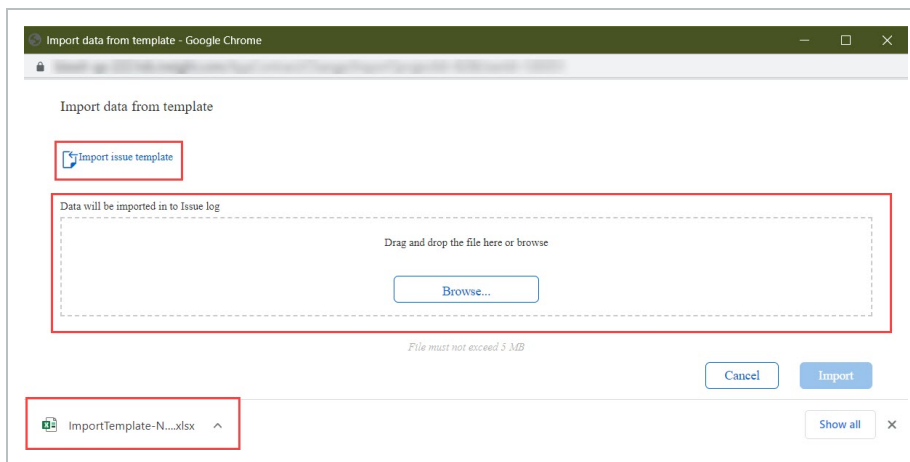 Import data from template - Google Chrome
Import data from template
Import issue template
Data will be imported in to Issue log
Drag and drop the file here or browse
Browse...
File must not exceed 5 MB
Cancel
Import
ImportTemplate-N....xlsx
Show all